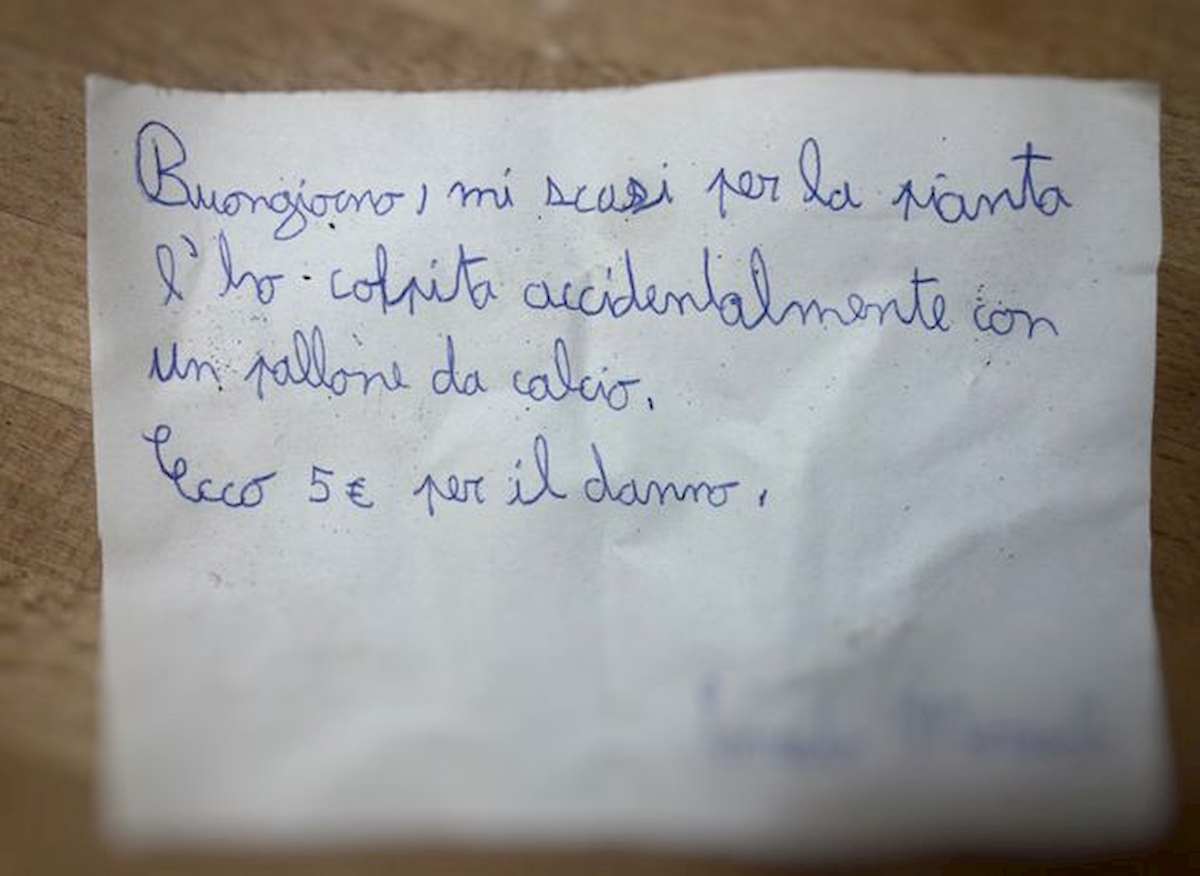 Buongiorno, mi scusi per la pianta
l'ho colpita accidentalmente con
un pallone da calcio.
Ecco 5€ per il danno.